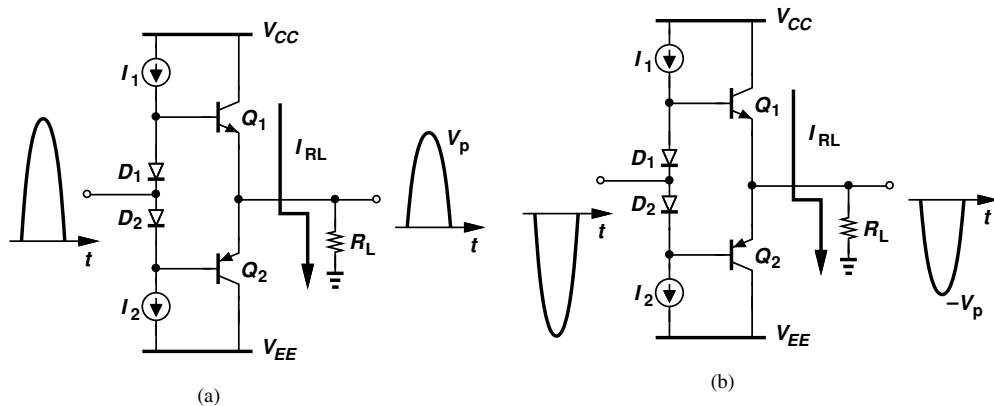 V_CC
I_1
Q_1
D_1
I_RL
V_p
D_2
t
R_L
t
Q_2
I_2
V_EE
(a)
V_CC
I_1
Q_1
D_1
I_RL
D_2
t
R_L
t
Q_2
I_2
−V_p
V_EE
(b)